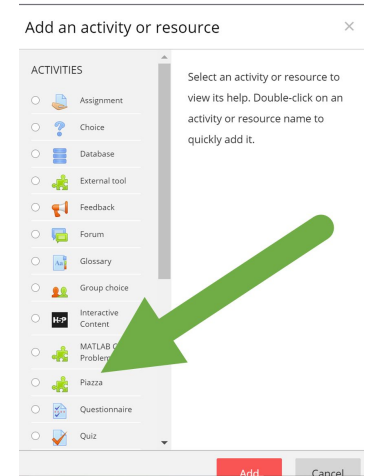 Add an activity or resource
×
ACTIVITIES
Select an activity or resource to
view its help. Double-click on an
activity or resource name to
quickly add it.
Assignment
Choice
Database
External tool
Feedback
Forum
Aa
Glossary
Group choice
H-P
Interactive
Content
MATLAB
Piazza
Questionnaire
Quiz
Add
Cancel